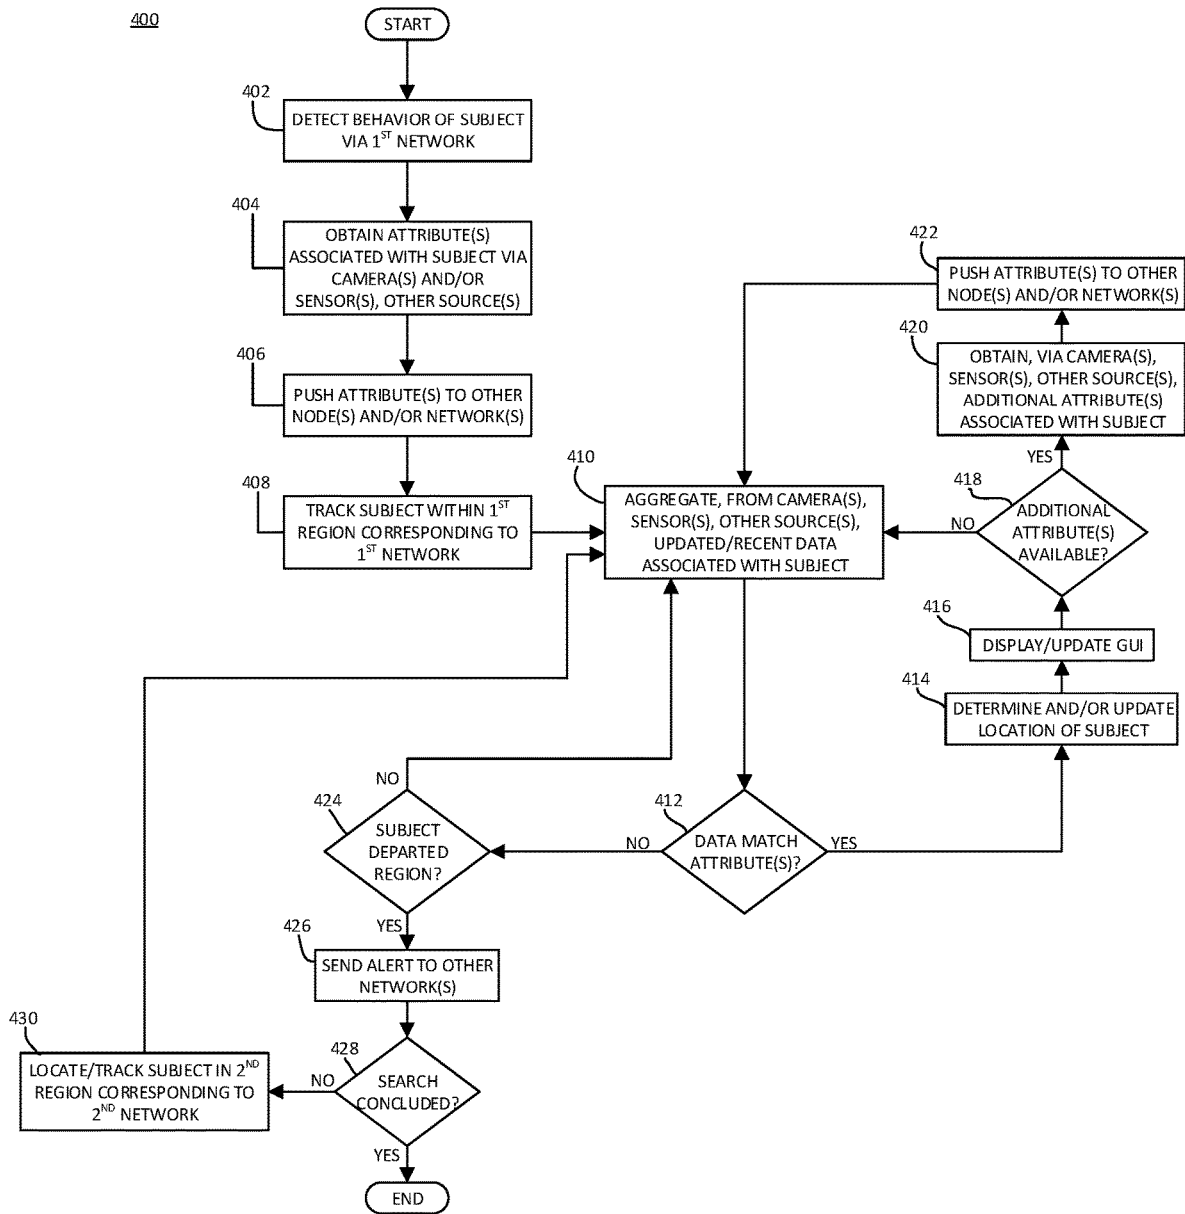 400
START
402
DETECT BEHAVIOR OF SUBJECT
VIA 1ST NETWORK
404
OBTAIN ATTRIBUTE(S)
ASSOCIATED WITH SUBJECT VIA
CAMERA(S) AND/OR
SENSOR(S), OTHER SOURCE(S)
406
PUSH ATTRIBUTE(S) TO OTHER
NODE(S) AND/OR NETWORK(S)
408
TRACK SUBJECT WITHIN 1ST
REGION CORRESPONDING TO
1ST NETWORK
410
AGGREGATE, FROM CAMERA(S),
SENSOR(S), OTHER SOURCE(S),
UPDATED/RECENT DATA
ASSOCIATED WITH SUBJECT
422
PUSH ATTRIBUTE(S) TO OTHER
NODE(S) AND/OR NETWORK(S)
420
OBTAIN, VIA CAMERA(S),
SENSOR(S), OTHER SOURCE(S),
ADDITIONAL ATTRIBUTE(S)
ASSOCIATED WITH SUBJECT
YES
418
NO
ADDITIONAL
ATTRIBUTE(S)
AVAILABLE?
416
DISPLAY/UPDATE GUI
414
DETERMINE AND/OR UPDATE
LOCATION OF SUBJECT
412
DATA MATCH
ATTRIBUTE(S)?
NO
YES
NO
424
SUBJECT
DEPARTED
REGION?
YES
426
SEND ALERT TO OTHER
NETWORK(S)
428
SEARCH
CONCLUDED?
NO
430
LOCATE/TRACK SUBJECT IN 2ND
REGION CORRESPONDING TO
2ND NETWORK
YES
END